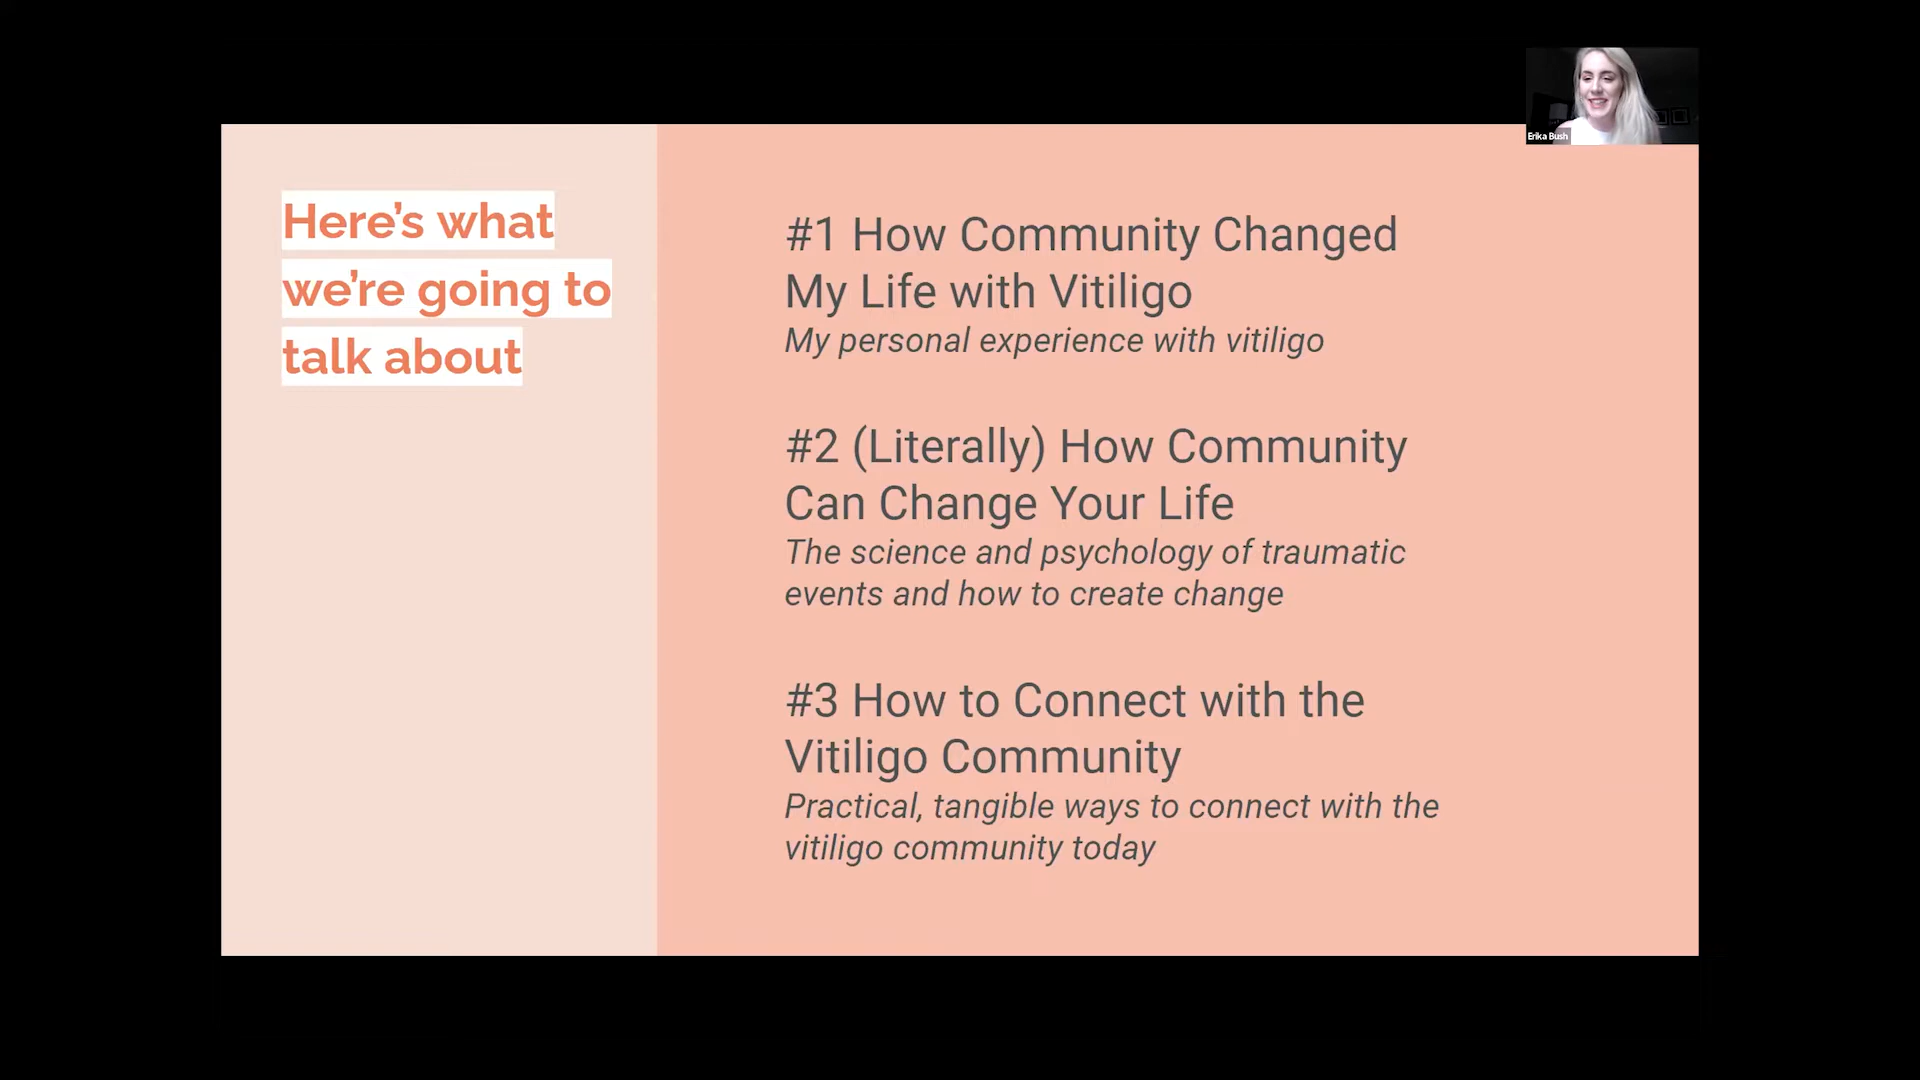 Erika Bush
Here's what
we're going to
talk about
#1 How Community Changed
My Life with Vitiligo
My personal experience with vitiligo
#2 (Literally) How Community
Can Change Your Life
The science and psychology of traumatic
events and how to create change
#3 How to Connect with the
Vitiligo Community
Practical, tangible ways to connect with the
vitiligo community today